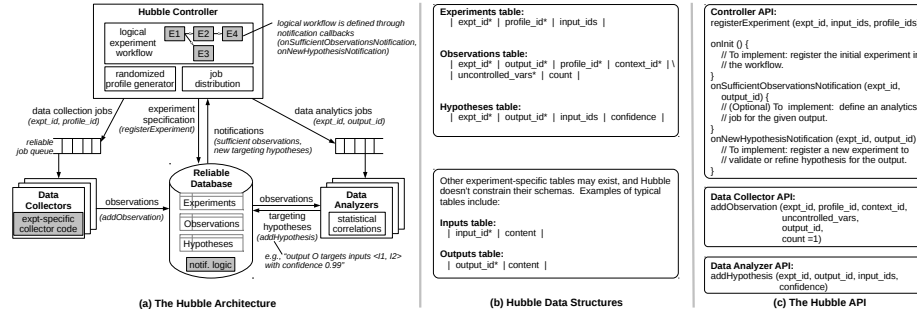 Hubble Controller
logical experiment workflow
E1
E2
E4
E3
logical workflow is defined through
notification callbacks
(onSufficientObservationsNotification,
onNewHypothesisNotification)
randomized
profile generator
job
distribution
data collection jobs
(expt_id, profile_id)
experiment
specification
(registerExperiment)
data analytics jobs
(expt_id, output_id)
reliable
job queue
notifications
(sufficient observations,
new targeting hypotheses)
Data
Collectors
expt-specific
collector code
observations
(addObservation)
Reliable
Database
Experiments
Observations
Hypotheses
notif. logic
observations
targeting
hypotheses
(addHypothesis)
Data
Analyzers
statistical
correlations
e.g., "output O targets inputs <I1, I2>
with confidence 0.99"
(a) The Hubble Architecture
Experiments table:
| expt_id* | profile_id* | input_ids |
Observations table:
| expt_id* | output_id* | profile_id* | context_id* | \
| uncontrolled_vars* | count |
Hypotheses table:
| expt_id* | output_id* | input_ids | confidence |
Other experiment-specific tables may exist, and Hubble
doesn't constrain their schemas. Examples of typical
tables include:
Inputs table:
| input_id* | content |
Outputs table:
| output_id* | content |
(b) Hubble Data Structures
Controller API:
registerExperiment (expt_id, input_ids, profile_ids
onInit () {
// To implement: register the initial experiment in
// the workflow.
}
onSufficientObservationsNotification (expt_id,
output_id) {
// (Optional) To implement: define an analytics
// job for the given output.
}
onNewHypothesisNotification (expt_id, output_id)
// To implement: register a new experiment to
// validate or refine hypothesis for the output.
}
Data Collector API:
addObservation (expt_id, profile_id, context_id,
uncontrolled_vars,
output_id,
count =1)
Data Analyzer API:
addHypothesis (expt_id, output_id, input_ids,
confidence)
(c) The Hubble API